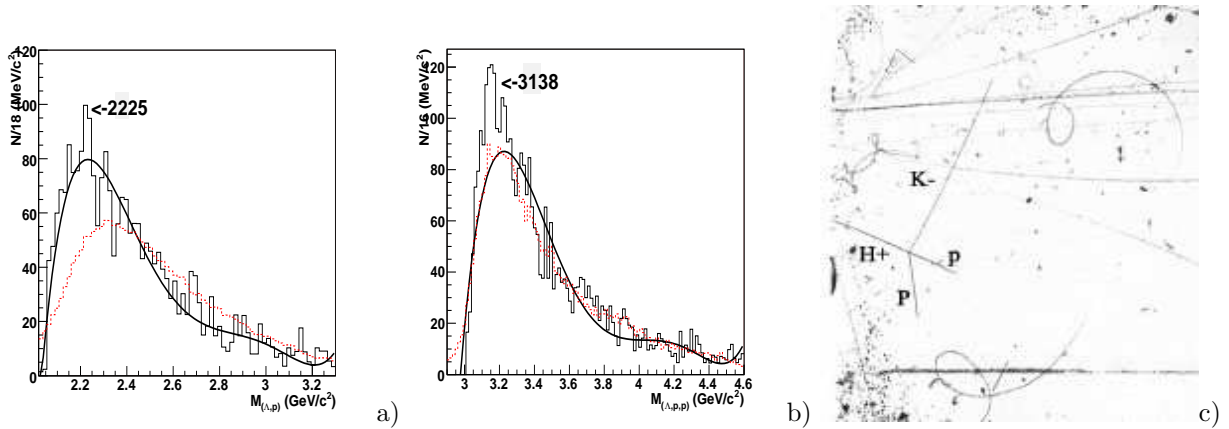 N/18 (MeV/c²)
120
100
80
60
40
20
0
<-2225
2.2
2.4
2.6
2.8
3
3.2
M(Λ,p) (GeV/c²)
a)
N/16 (MeV/c²)
120
100
80
60
40
20
0
<-3138
3
3.2
3.4
3.6
3.8
4
4.2
4.4
4.6
M(Λ,p,p) (GeV/c²)
b)
K-
H+
p
P
c)